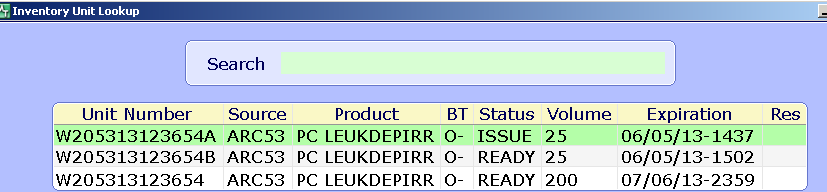 Inventory Unit Lookup
Search
Unit Number Source Product BT Status Volume Expiration Res
W205313123654A ARC53 PC LEUKDEPIRR O- ISSUE 25 06/05/13-1437
W205313123654B ARC53 PC LEUKDEPIRR O- READY 25 06/05/13-1502
W205313123654 ARC53 PC LEUKDEPIRR O- READY 200 07/06/13-2359